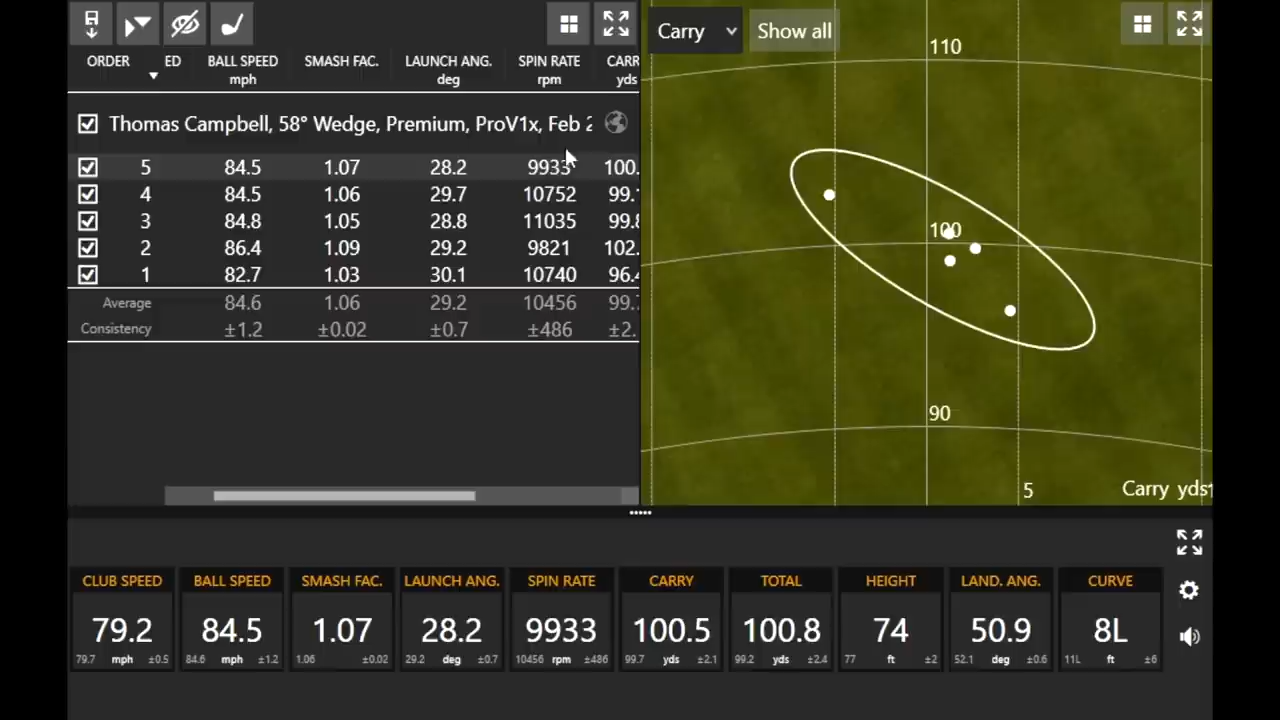 ORDER ED BALL SPEED SMASH FAC. LAUNCH ANG. SPIN RATE CARR
mph deg rpm yds
Thomas Campbell, 58° Wedge, Premium, ProV1x, Feb 2
5 84.5 1.07 28.2 9933 100.
4 84.5 1.06 29.7 10752 99.
3 84.8 1.05 28.8 11035 99.8
2 86.4 1.09 29.2 9821 102.
1 82.7 1.03 30.1 10740 96.4
Average 84.6 1.06 29.2 10456 99.7
Consistency ±1.2 ±0.02 ±0.7 ±486 ±2.
Carry Show all
110
100
90
5 Carry yds
CLUB SPEED BALL SPEED SMASH FAC. LAUNCH ANG. SPIN RATE CARRY TOTAL HEIGHT LAND. ANG. CURVE
79.2 84.5 1.07 28.2 9933 100.5 100.8 74 50.9 8L
79.7 mph ±0.5 84.6 mph ±1.2 1.06 ±0.02 29.2 deg ±0.7 10456 rpm ±486 99.7 yds ±2.1 99.2 yds ±2.4 77 ft ±2 52.1 deg ±0.6 11L ft ±6